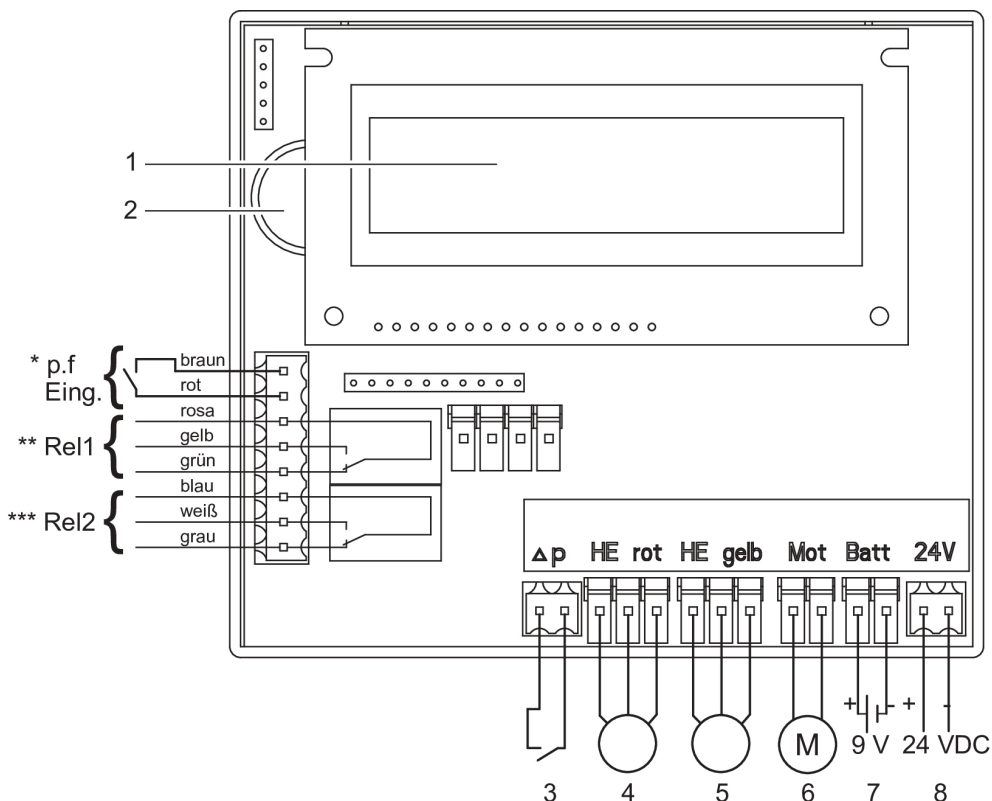 1
2
* p.f
Eing.
braun
rot
rosa
** Rel1
gelb
grün
blau
*** Rel2
weiß
grau
Δp HE rot HE gelb Mot Batt 24V
+ - + -
M 9 V 24 VDC
3 4 5 6 7 8